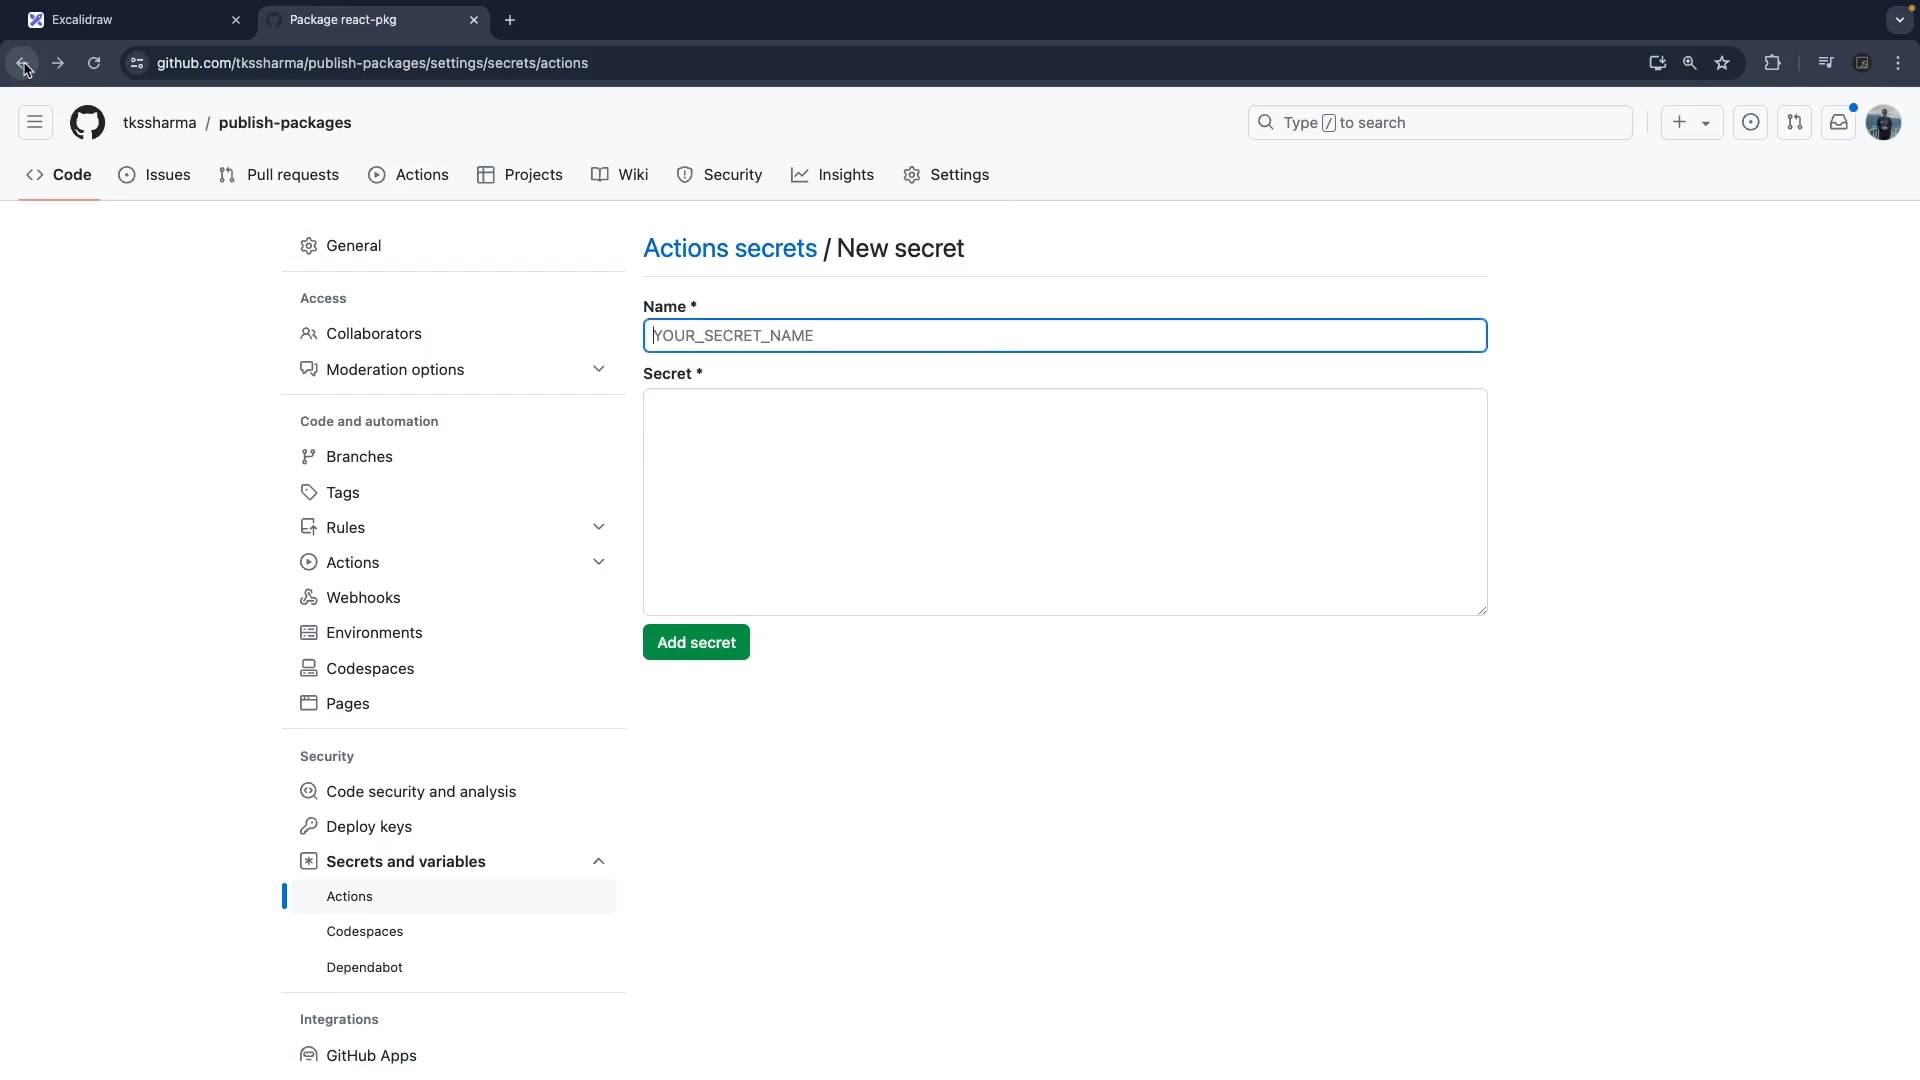 Excalidraw
Package react-pkg
github.com/tkssharma/publish-packages/settings/secrets/actions
tkssharma / publish-packages
Type / to search
Code
Issues
Pull requests
Actions
Projects
Wiki
Security
Insights
Settings
General
Access
Collaborators
Moderation options
Code and automation
Branches
Tags
Rules
Actions
Webhooks
Environments
Codespaces
Pages
Security
Code security and analysis
Deploy keys
Secrets and variables
Actions
Codespaces
Dependabot
Integrations
GitHub Apps
Actions secrets / New secret
Name *
YOUR_SECRET_NAME
Secret *
Add secret